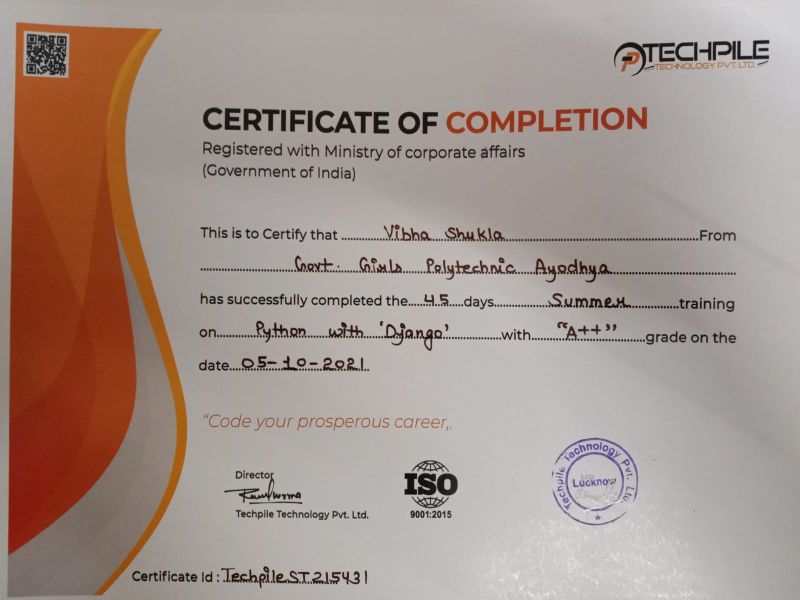 TECHPILE
TECHNOLOGY PVT. LTD.
CERTIFICATE OF COMPLETION
Registered with Ministry of corporate affairs
(Government of India)
This is to Certify that Vibha Shukla From
Govt. Girls Polytechnic Ayodhya
has successfully completed the 45 days Summer training
on Python with 'Django' with "A++" grade on the
date 05-10-2021
"Code your prosperous career,,
Director
Techpile Technology Pvt. Ltd.
ISO
9001:2015
Techpile Technology Pvt. Ltd.
Lucknow
Certificate Id : TechpileST215431